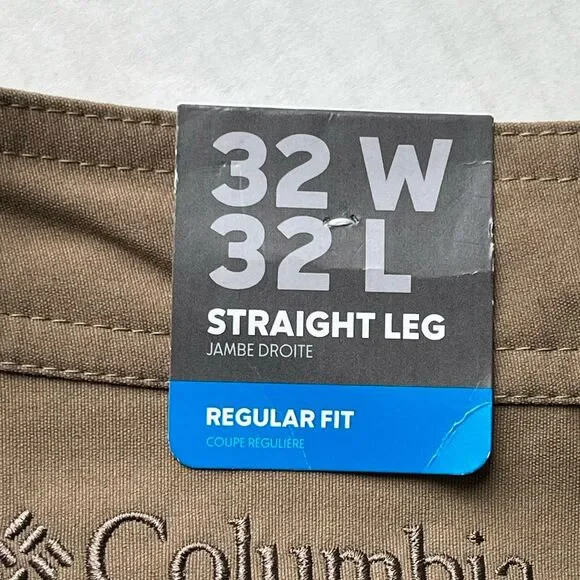 32 W
32 L
STRAIGHT LEG
JAMBE DROITE
REGULAR FIT
COUPE RÉGULIÈRE
Columbia